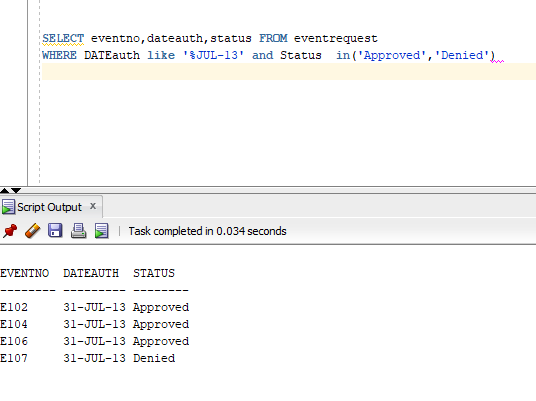 SELECT eventno,dateauth,status FROM eventrequest
WHERE DATEauth like '%JUL-13' and Status  in('Approved','Denied')
Script Output x
Task completed in 0.034 seconds
EVENTNO  DATEAUTH  STATUS
-------- --------- --------
E102     31-JUL-13 Approved
E104     31-JUL-13 Approved
E106     31-JUL-13 Approved
E107     31-JUL-13 Denied